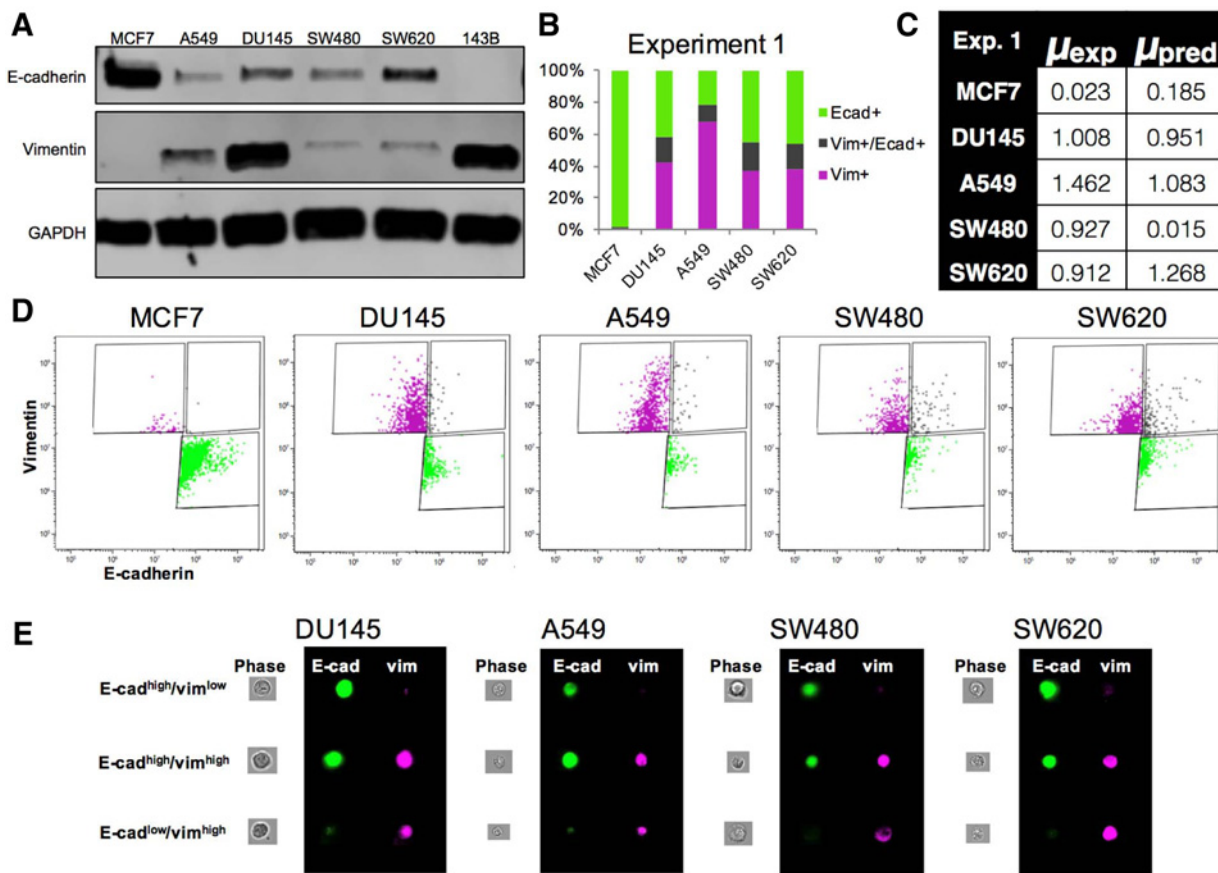 A
MCF7 A549 DU145 SW480 SW620 143B
E-cadherin
Vimentin
GAPDH
B
Experiment 1
100%
80%
60%
40%
20%
0%
MCF7
DU145
A549
SW480
SW620
Ecad+
Vim+/Ecad+
Vim+
C
Exp. 1 μexp μpred
MCF7 0.023 0.185
DU145 1.008 0.951
A549 1.462 1.083
SW480 0.927 0.015
SW620 0.912 1.268
D
MCF7 DU145 A549 SW480 SW620
Vimentin
E-cadherin
E
DU145 A549 SW480 SW620
Phase E-cad vim Phase E-cad vim Phase E-cad vim Phase E-cad vim
E-cadhigh/vimlow
E-cadhigh/vimhigh
E-cadlow/vimhigh